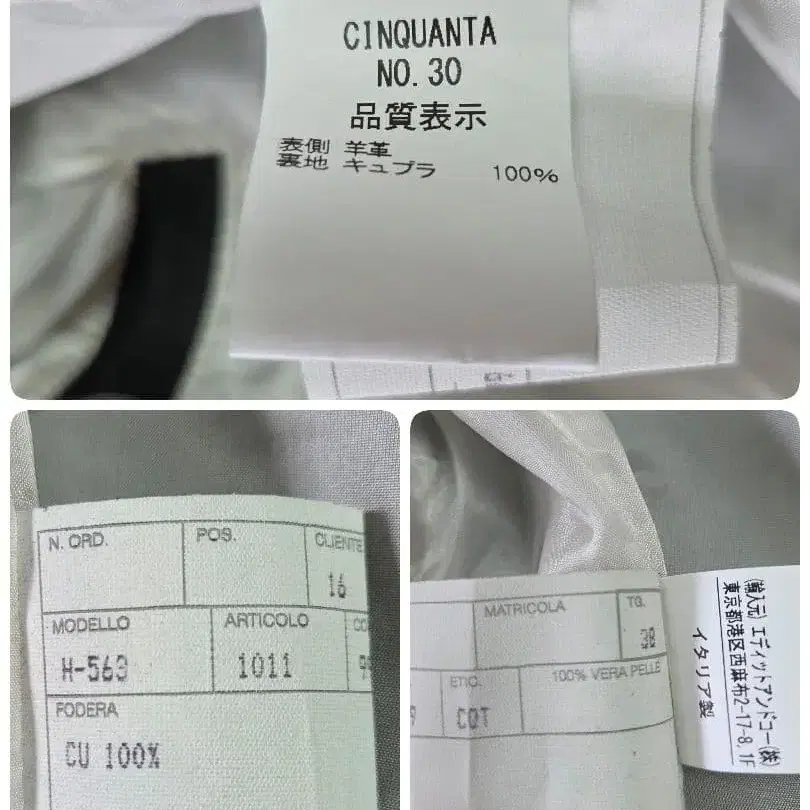 CINQUANTA
NO.30
品質表示
表側 羊革
裏地 キュプラ 100%
N. ORD.
POS.
CLIENTE
16
MODELLO
ARTICOLO
H-563
1011
FODERA
CU 100%
MATRICOLA
TG.
38
ETIC.
100% VERA PELLE
CQT
(輸入元) エディットアンドコー(株)
東京都港区西麻布2-17-8, 1F
イタリア製